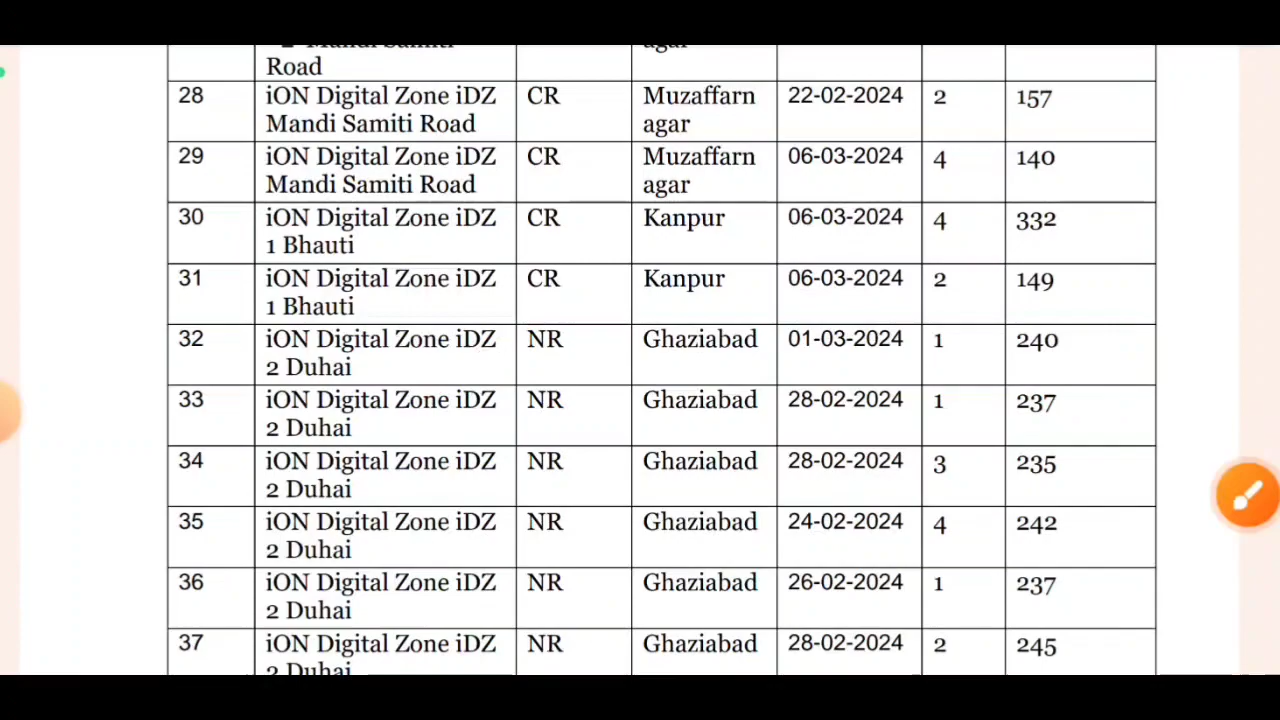 2 Mandi Samiti agar
Road
28 iON Digital Zone iDZ CR Muzaffarn 22-02-2024 2 157
Mandi Samiti Road agar
29 iON Digital Zone iDZ CR Muzaffarn 06-03-2024 4 140
Mandi Samiti Road agar
30 iON Digital Zone iDZ CR Kanpur 06-03-2024 4 332
1 Bhauti
31 iON Digital Zone iDZ CR Kanpur 06-03-2024 2 149
1 Bhauti
32 iON Digital Zone iDZ NR Ghaziabad 01-03-2024 1 240
2 Duhai
33 iON Digital Zone iDZ NR Ghaziabad 28-02-2024 1 237
2 Duhai
34 iON Digital Zone iDZ NR Ghaziabad 28-02-2024 3 235
2 Duhai
35 iON Digital Zone iDZ NR Ghaziabad 24-02-2024 4 242
2 Duhai
36 iON Digital Zone iDZ NR Ghaziabad 26-02-2024 1 237
2 Duhai
37 iON Digital Zone iDZ NR Ghaziabad 28-02-2024 2 245
2 Duhai